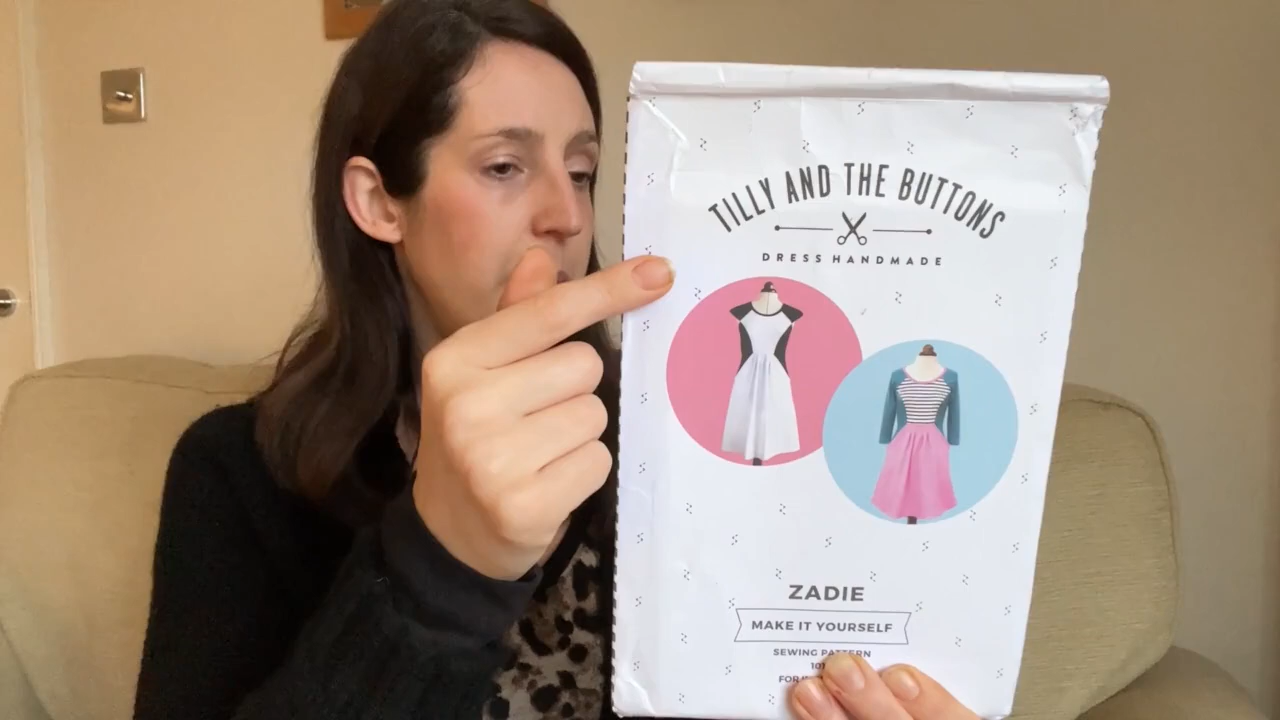 TILLY AND THE BUTTONS
DRESS HANDMADE
ZADIE
MAKE IT YOURSELF
SEWING PATTERN